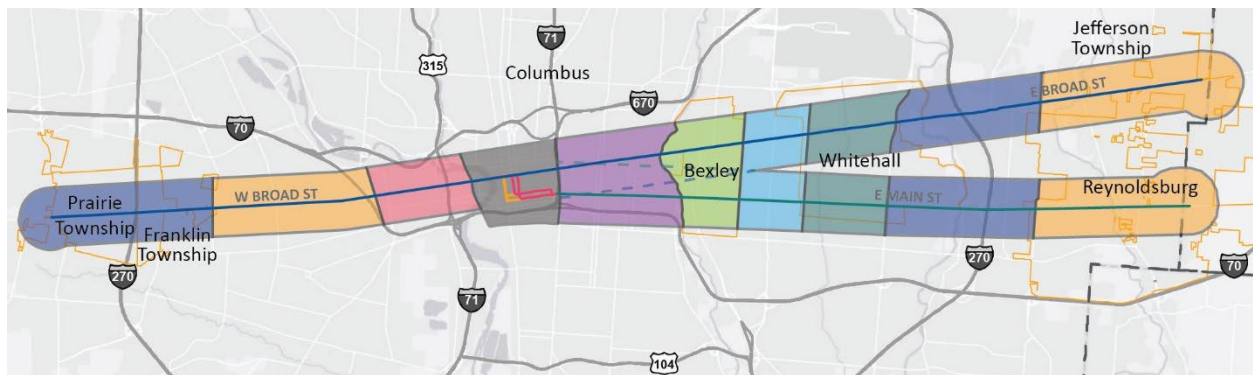 Jefferson
Township
71
315
Columbus
670
E BROAD ST
70
Bexley
Whitehall
W BROAD ST
E MAIN ST
Reynoldsburg
Prairie
Township
Franklin
Township
270
71
270
70
104